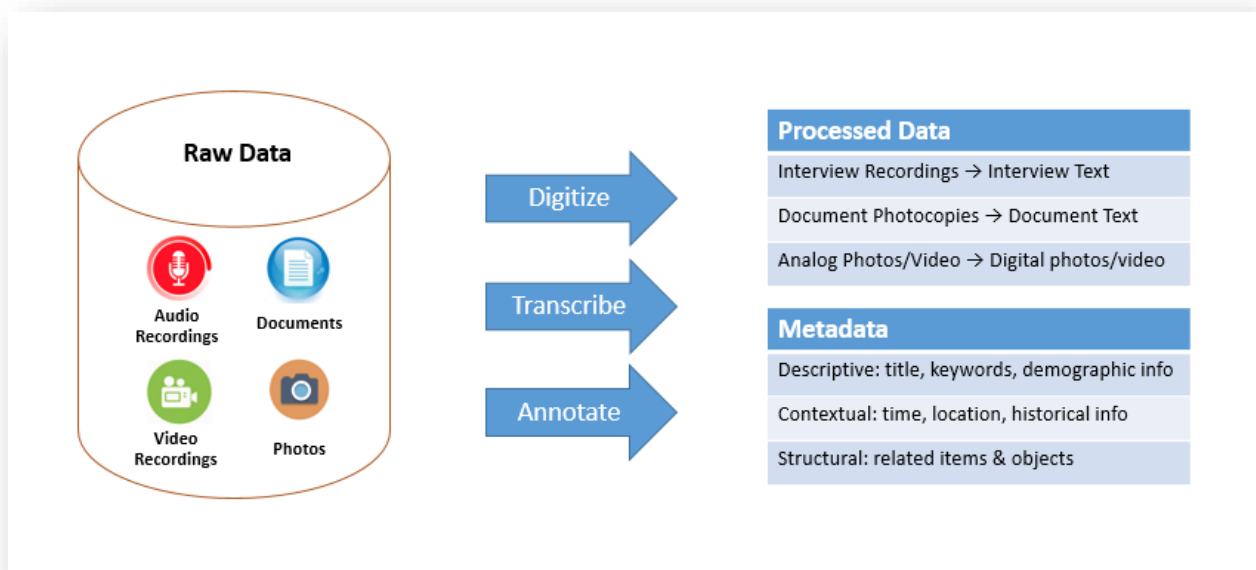 Raw Data
Audio
Recordings
Documents
Video
Recordings
Photos
Digitize
Transcribe
Annotate
Processed Data
Interview Recordings → Interview Text
Document Photocopies → Document Text
Analog Photos/Video → Digital photos/video
Metadata
Descriptive: title, keywords, demographic info
Contextual: time, location, historical info
Structural: related items & objects